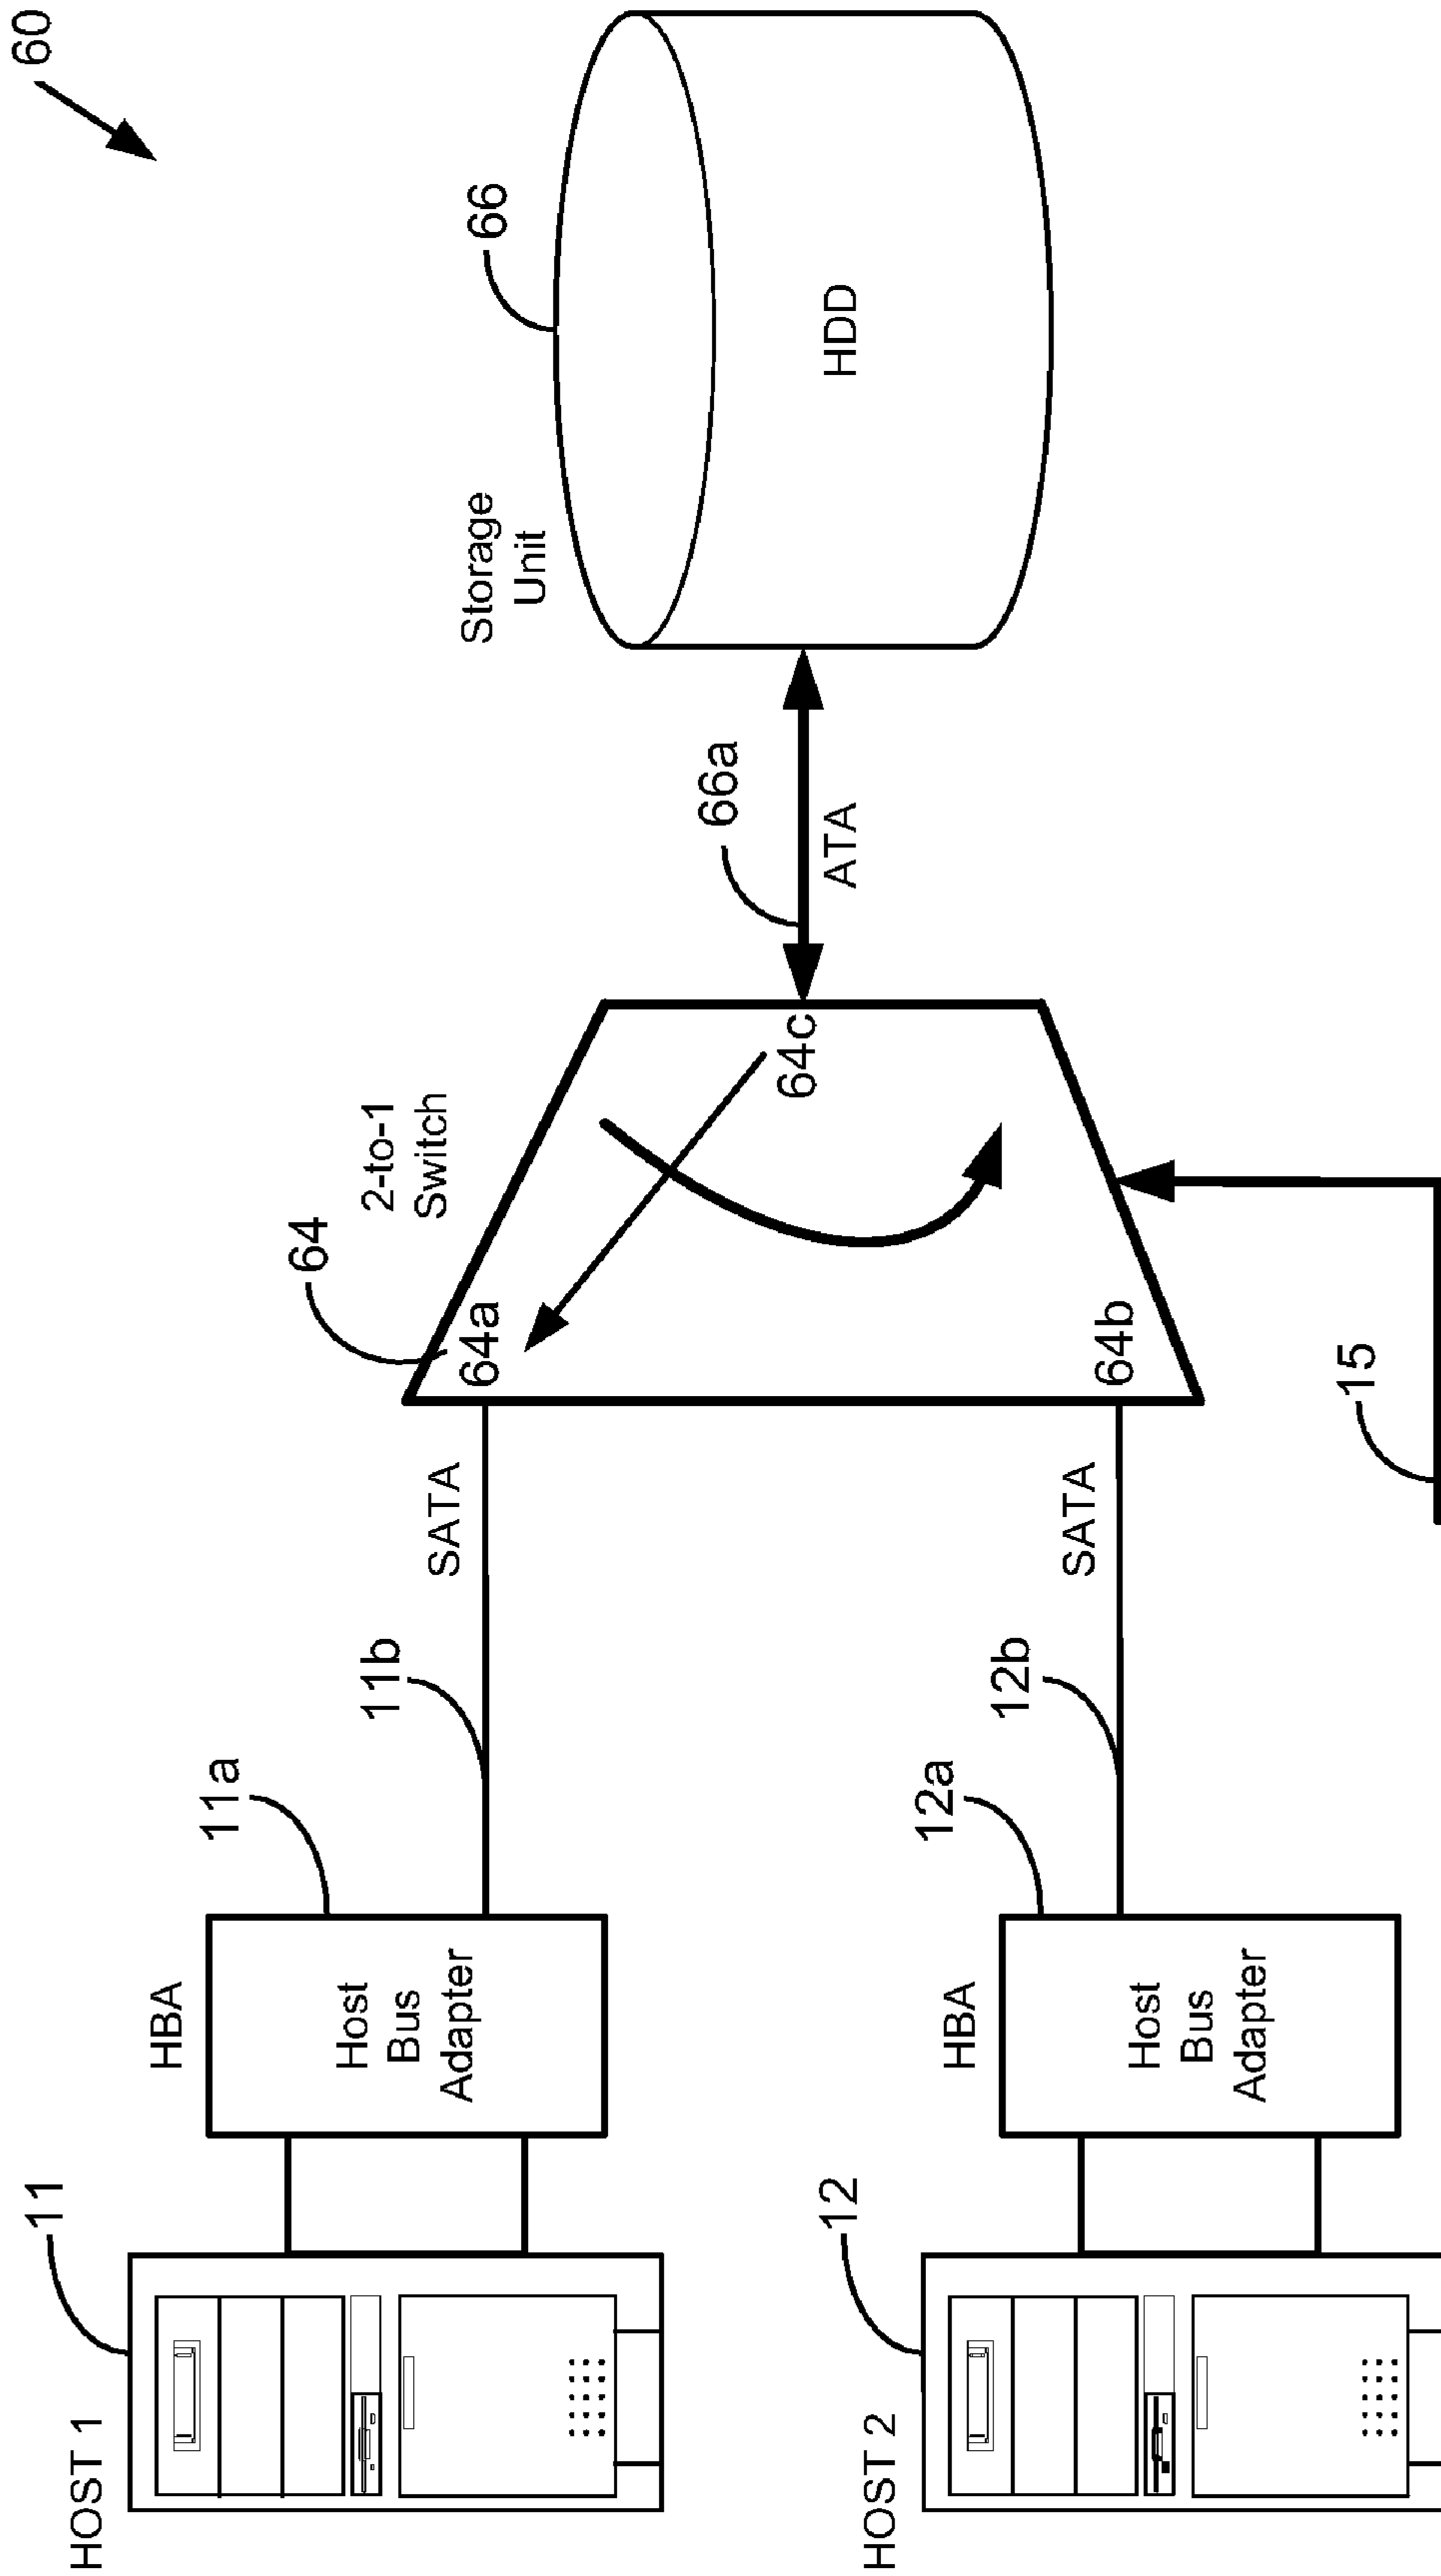 60
HOST 1
11
HBA
Host
Bus
Adapter
11a
11b
SATA
64
2-to-1
Switch
64a
64b
64c
66a
ATA
Storage
Unit
66
HDD
HOST 2
12
HBA
Host
Bus
Adapter
12a
12b
SATA
15